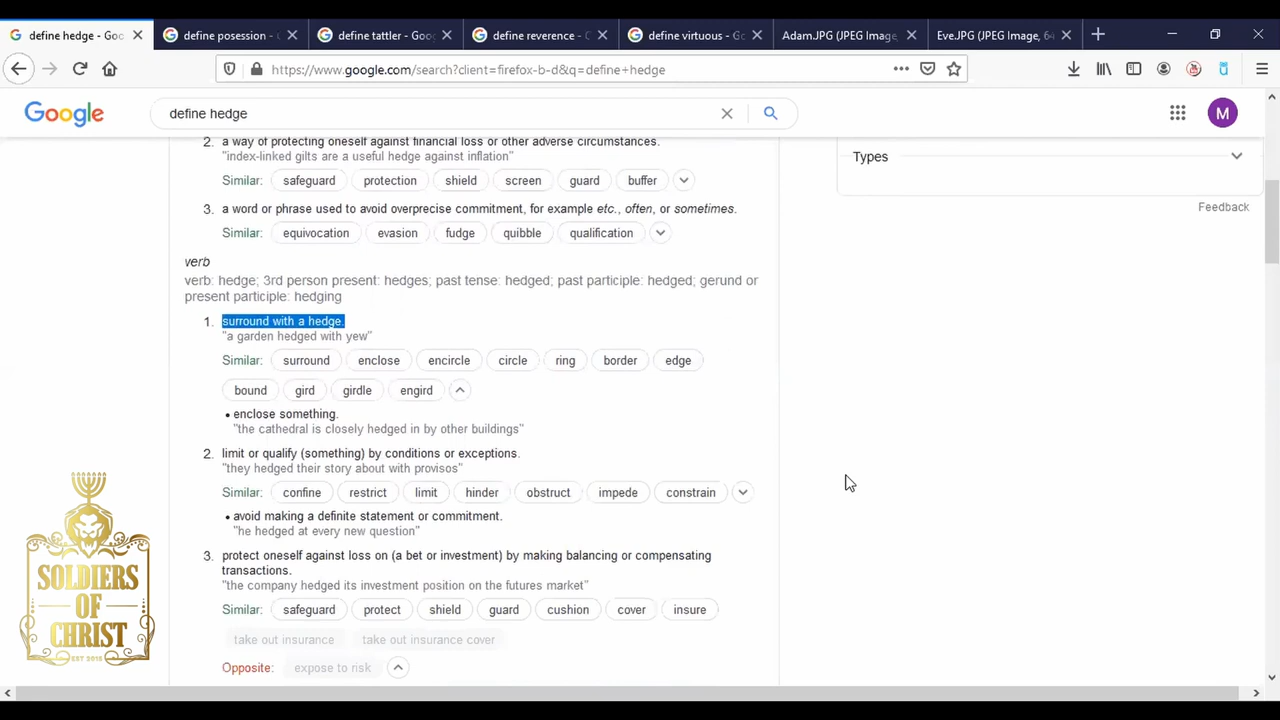 define hedge - Goo
define posession - G
define tattler - Goog
define reverence - G
define virtuous - Go
Adam.JPG (JPEG Image,
Eve.JPG (JPEG Image, 64
https://www.google.com/search?client=firefox-b-d&q=define+hedge
Google
define hedge
M
2. a way of protecting oneself against financial loss or other adverse circumstances.
"index-linked gilts are a useful hedge against inflation"
Similar: safeguard protection shield screen guard buffer
3. a word or phrase used to avoid overprecise commitment, for example etc., often, or sometimes.
Similar: equivocation evasion fudge quibble qualification
Types
Feedback
verb
verb: hedge; 3rd person present: hedges; past tense: hedged; past participle: hedged; gerund or
present participle: hedging
1. surround with a hedge.
"a garden hedged with yew"
Similar: surround enclose encircle circle ring border edge
bound gird girdle engird
• enclose something.
"the cathedral is closely hedged in by other buildings"
2. limit or qualify (something) by conditions or exceptions.
"they hedged their story about with provisos"
Similar: confine restrict limit hinder obstruct impede constrain
• avoid making a definite statement or commitment.
"he hedged at every new question"
3. protect oneself against loss on (a bet or investment) by making balancing or compensating
transactions.
"the company hedged its investment position on the futures market"
Similar: safeguard protect shield guard cushion cover insure
take out insurance take out insurance cover
Opposite: expose to risk
SOLDIERS
OF
CHRIST